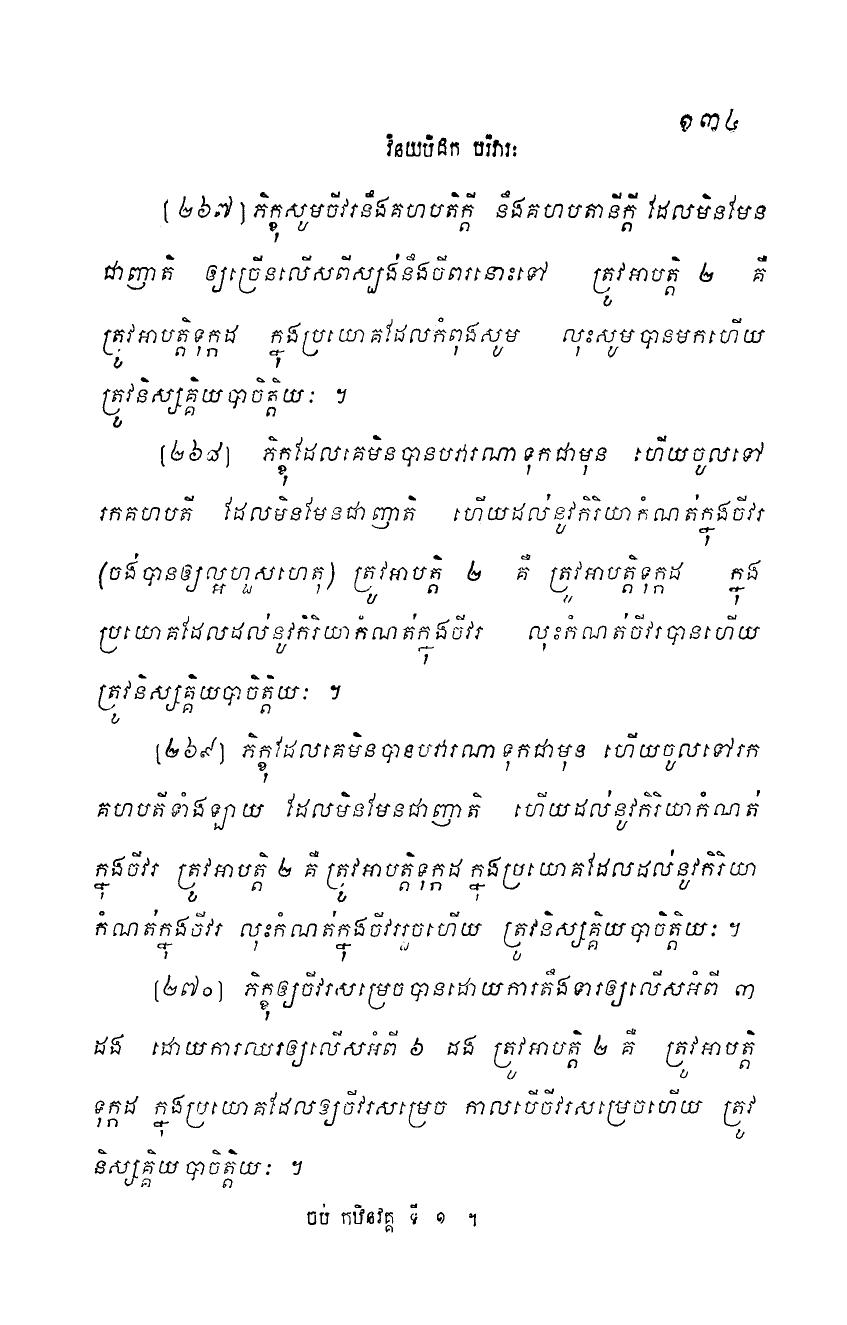 ១៣៤
វិនយបិដក បរិវារៈ
[២៦៧] ភិក្ខុសូមចីវរនឹងគហបតិក្តី នឹងគហបតានីក្តី ដែលមិនមែន
ជាញាតិ ឲ្យច្រើនលើសពីស្បង់នឹងចីពរនោះទៅ ត្រូវអាបត្តិ ២ គឺ
ត្រូវអាបត្តិទុក្កដ ក្នុងប្រយោគដែលកំពុងសូម លុះសូមបានមកហើយ
ត្រូវនិស្សគ្គិយបាចិត្តិយៈ ។
[២៦៨] ភិក្ខុដែលគេមិនបានបវារណាទុកជាមុន ហើយចូលទៅ
រកគហបតី ដែលមិនមែនជាញាតិ ហើយដល់នូវកិរិយាកំណត់ក្នុងចីវរ
(ចង់បានឲ្យល្អហួសហេតុ) ត្រូវអាបត្តិ ២ គឺ ត្រូវអាបត្តិទុក្កដ ក្នុង
ប្រយោគដែលដល់នូវកិរិយាកំណត់ក្នុងចីវរ លុះកំណត់ចីវរបានហើយ
ត្រូវនិស្សគ្គិយបាចិត្តិយៈ ។
[២៦៩] ភិក្ខុដែលគេមិនបានបវារណាទុកជាមុន ហើយចូលទៅរក
គហបតីទាំងឡាយ ដែលមិនមែនជាញាតិ ហើយដល់នូវកិរិយាកំណត់
ក្នុងចីវរ ត្រូវអាបត្តិ ២ គឺ ត្រូវអាបត្តិទុក្កដ ក្នុងប្រយោគដែលដល់នូវកិរិយា
កំណត់ក្នុងចីវរ លុះកំណត់ក្នុងចីវររួចហើយ ត្រូវនិស្សគ្គិយបាចិត្តិយៈ ។
[២៧០] ភិក្ខុឲ្យចីវរសម្រេចបានដោយការតឹងទារឲ្យលើសអំពី ៣
ដង ដោយការឈរឲ្យលើសអំពី ៦ ដង ត្រូវអាបត្តិ ២ គឺ ត្រូវអាបត្តិ
ទុក្កដ ក្នុងប្រយោគដែលឱ្យចីវរសម្រេច កាលបើចីវរសម្រេចហើយ ត្រូវ
និស្សគ្គិយបាចិត្តិយៈ ។
ចប់ កឋិនវគ្គ ទី ១ ។